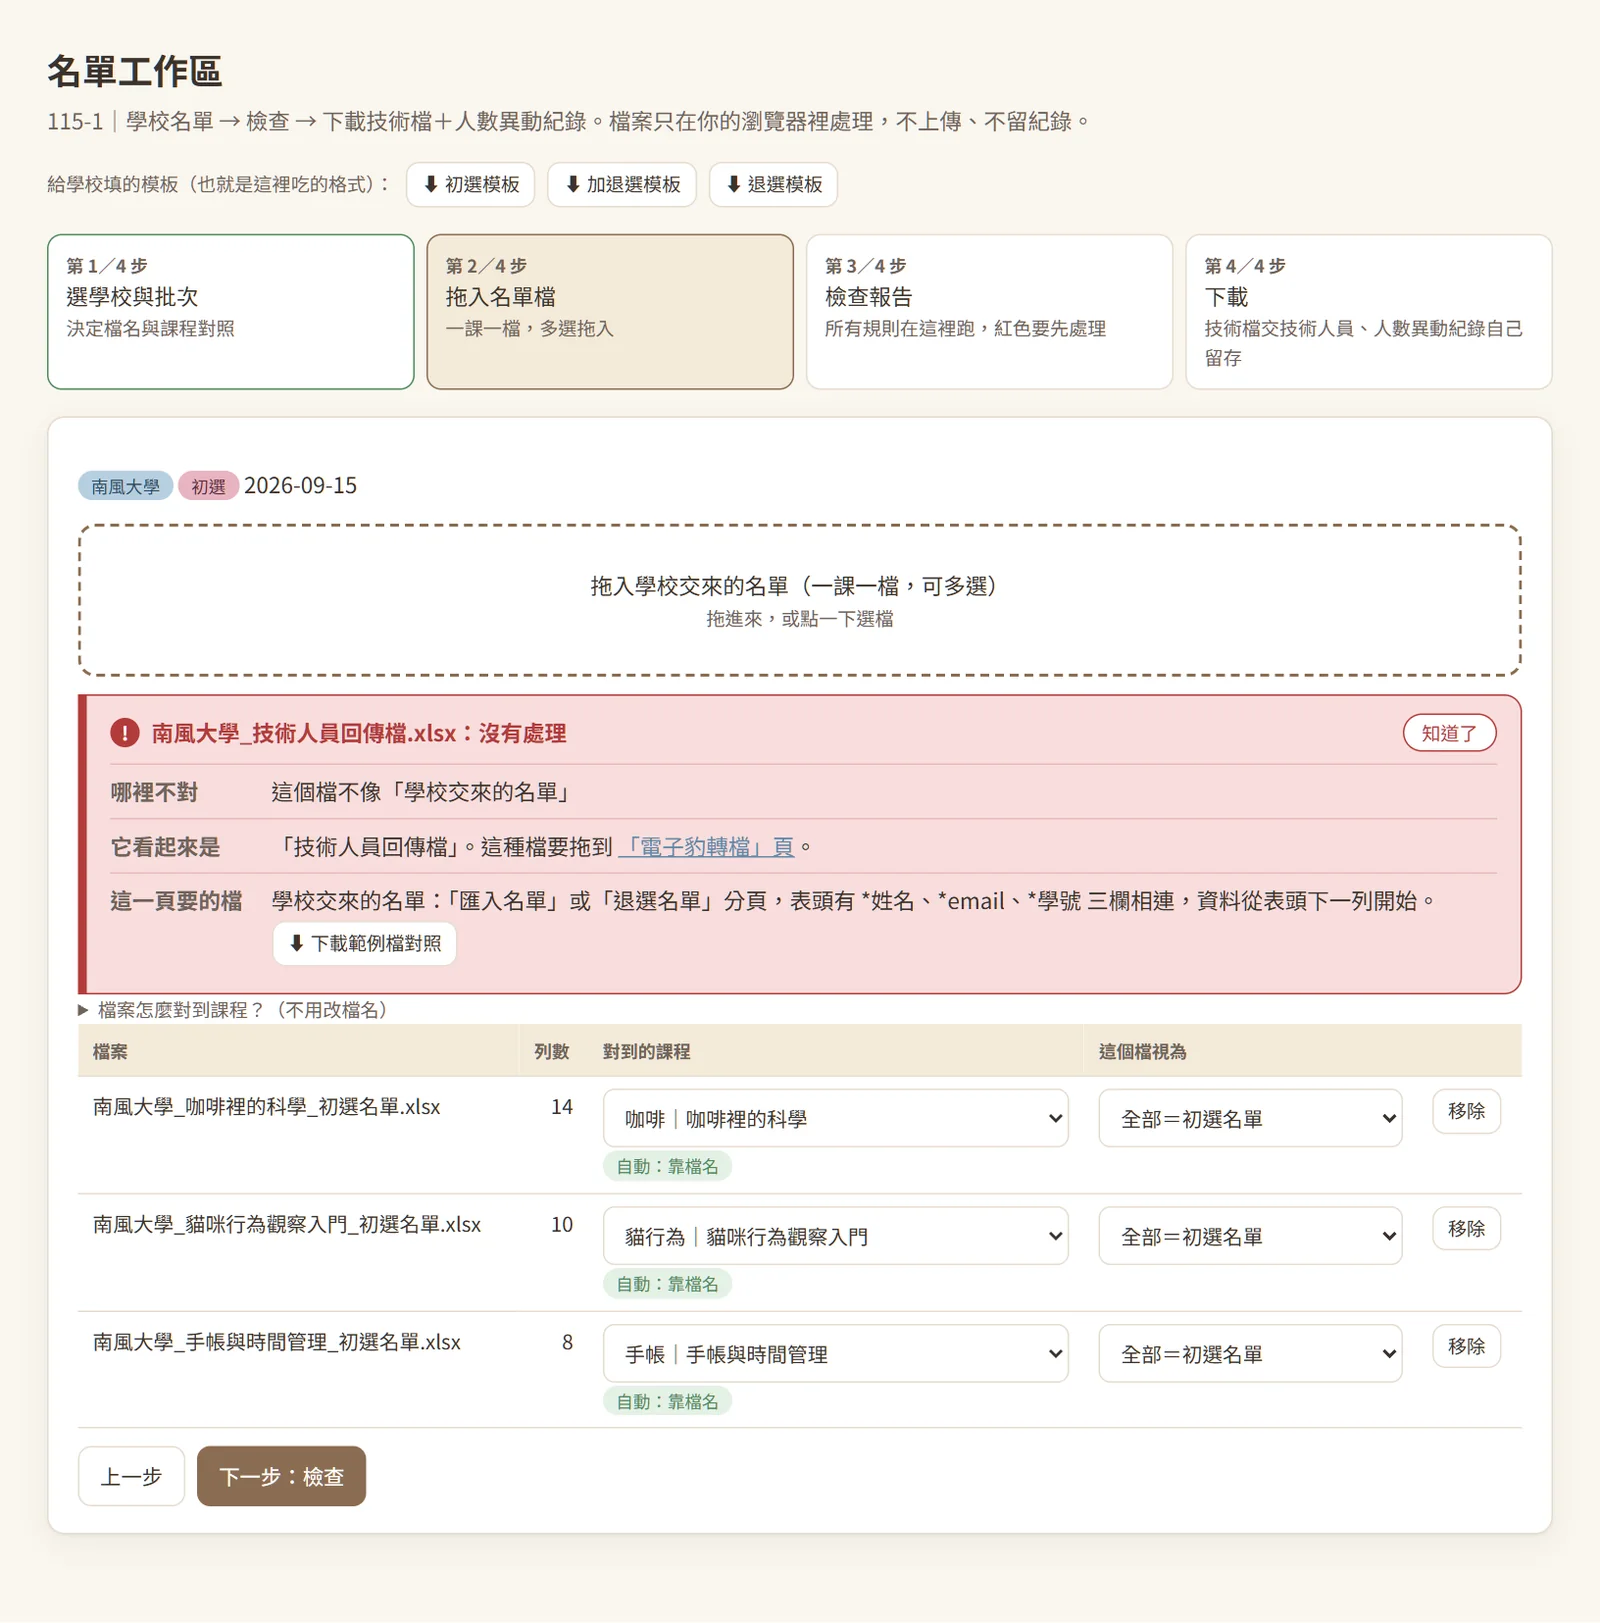 名單工作區
115-1｜學校名單 → 檢查 → 下載技術檔＋人數異動紀錄。檔案只在你的瀏覽器裡處理，不上傳、不留紀錄。
給學校填的模板（也就是這裡吃的格式）：
⬇ 初選模板
⬇ 加退選模板
⬇ 退選模板
第 1／4 步
選學校與批次
決定檔名與課程對照
第 2／4 步
拖入名單檔
一課一檔，多選拖入
第 3／4 步
檢查報告
所有規則在這裡跑，紅色要先處理
第 4／4 步
下載
技術檔交技術人員、人數異動紀錄自己
留存
南風大學 初選 2026-09-15
拖入學校交來的名單（一課一檔，可多選）
拖進來，或點一下選檔
! 南風大學_技術人員回傳檔.xlsx：沒有處理
知道了
哪裡不對 這個檔不像「學校交來的名單」
它看起來是 「技術人員回傳檔」。這種檔要拖到 「電子豹轉檔」頁。
這一頁要的檔 學校交來的名單：「匯入名單」或「退選名單」分頁，表頭有 *姓名、*email、*學號 三欄相連，資料從表頭下一列開始。
⬇ 下載範例檔對照
▶ 檔案怎麼對到課程？（不用改檔名）
檔案 列數 對到的課程 這個檔視為
南風大學_咖啡裡的科學_初選名單.xlsx 14 咖啡｜咖啡裡的科學 全部＝初選名單 移除
自動：靠檔名
南風大學_貓咪行為觀察入門_初選名單.xlsx 10 貓行為｜貓咪行為觀察入門 全部＝初選名單 移除
自動：靠檔名
南風大學_手帳與時間管理_初選名單.xlsx 8 手帳｜手帳與時間管理 全部＝初選名單 移除
自動：靠檔名
上一步
下一步：檢查